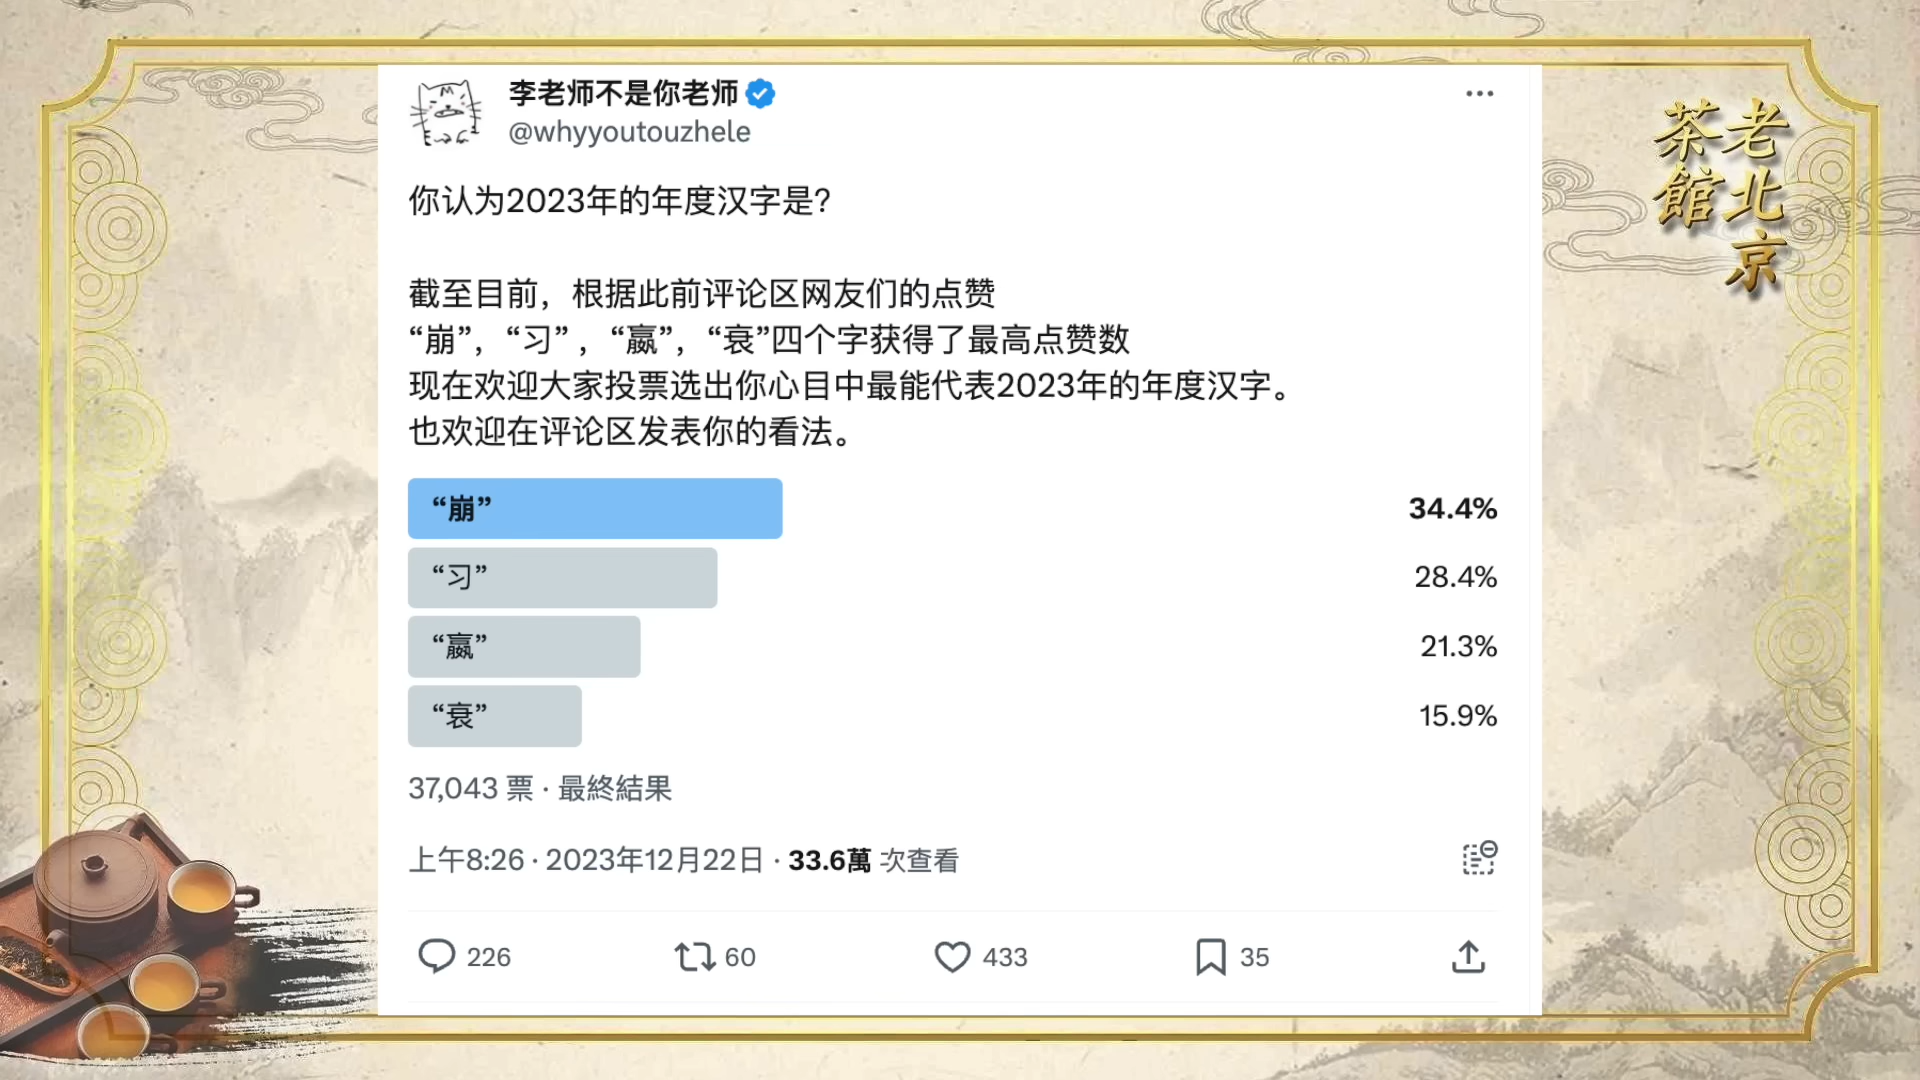 李老师不是你老师
@whyyoutouzhele
老北京
茶館
你认为2023年的年度汉字是?
截至目前，根据此前评论区网友们的点赞
“崩”，“习”，“嬴”，“衰”四个字获得了最高点赞数
现在欢迎大家投票选出你心目中最能代表2023年的年度汉字。
也欢迎在评论区发表你的看法。
“崩” 34.4%
“习” 28.4%
“嬴” 21.3%
“衰” 15.9%
37,043 票 · 最終結果
上午8:26 · 2023年12月22日 · 33.6萬 次查看
226 60 433 35